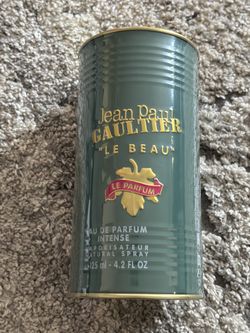 Jean Paul
GAULTIER
"LE BEAU"
LE PARFUM
EAU DE PARFUM
INTENSE
VAPORISATEUR
NATURAL SPRAY
125 ml - 4.2 FL OZ